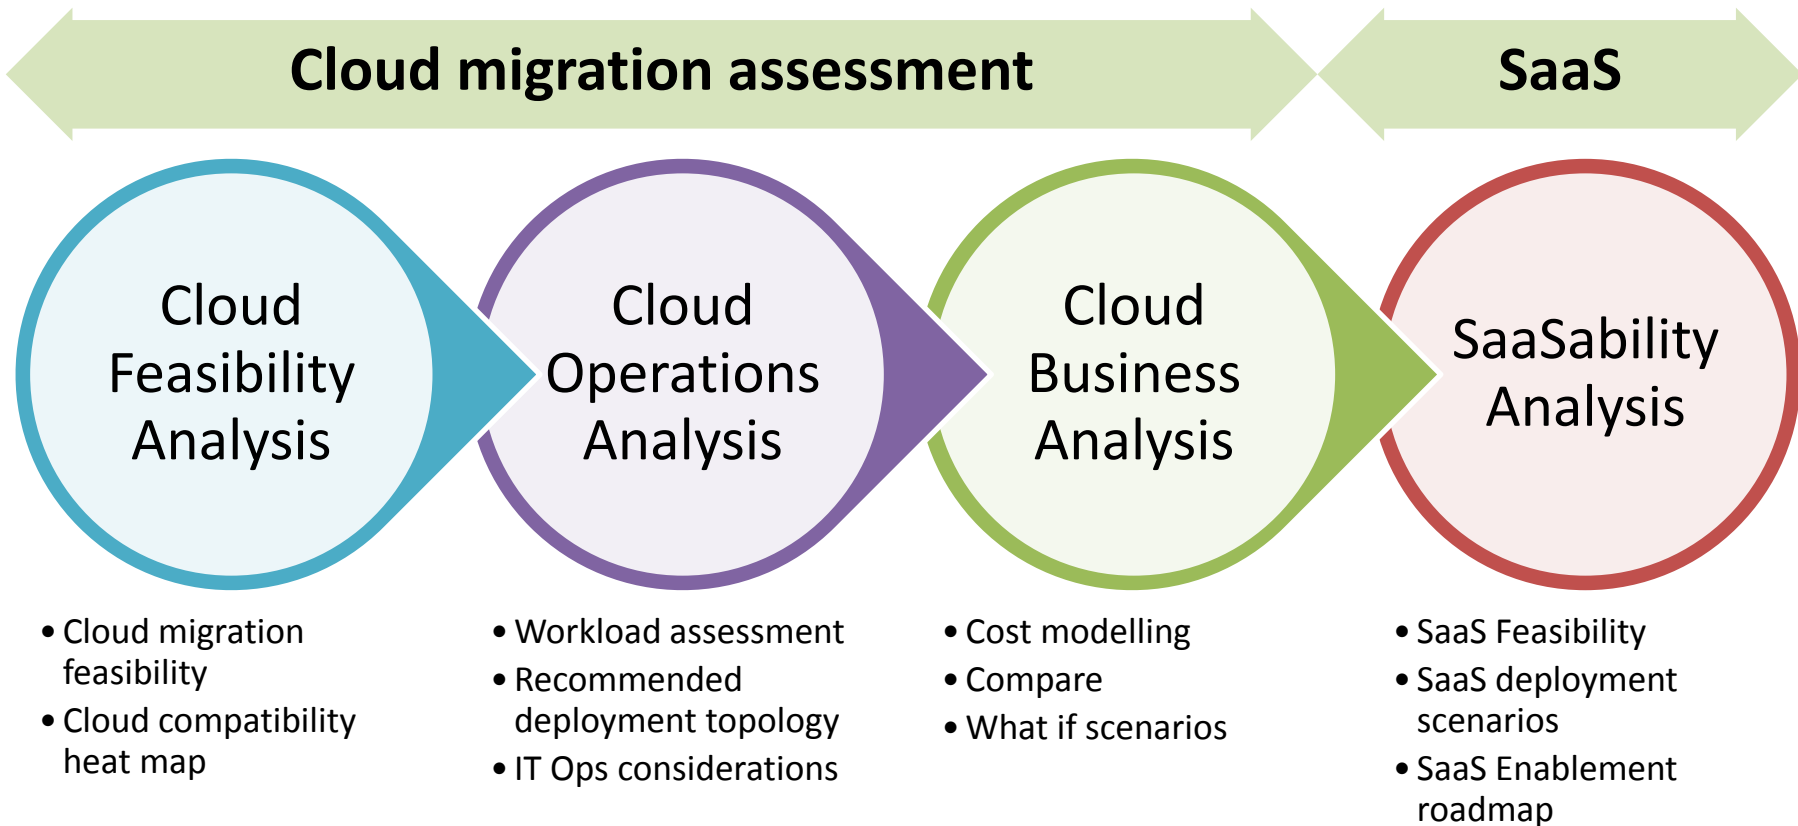 Cloud migration assessment
SaaS
Cloud
Feasibility
Analysis
Cloud
Operations
Analysis
Cloud
Business
Analysis
SaaSability
Analysis
• Cloud migration
feasibility
• Cloud compatibility
heat map
• Workload assessment
• Recommended
deployment topology
• IT Ops considerations
• Cost modelling
• Compare
• What if scenarios
• SaaS Feasibility
• SaaS deployment
scenarios
• SaaS Enablement
roadmap